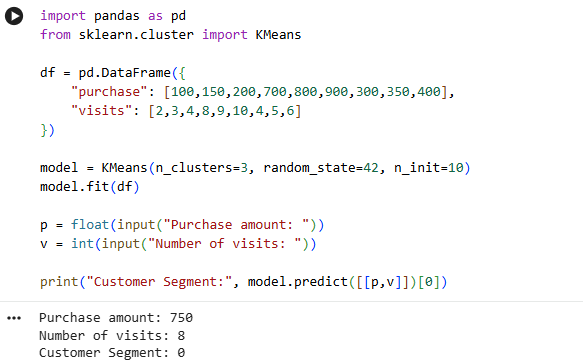 import pandas as pd
from sklearn.cluster import KMeans
df = pd.DataFrame({
    "purchase": [100,150,200,700,800,900,300,350,400],
    "visits": [2,3,4,8,9,10,4,5,6]
})
model = KMeans(n_clusters=3, random_state=42, n_init=10)
model.fit(df)
p = float(input("Purchase amount: "))
v = int(input("Number of visits: "))
print("Customer Segment:", model.predict([[p,v]])[0])
Purchase amount: 750
Number of visits: 8
Customer Segment: 0